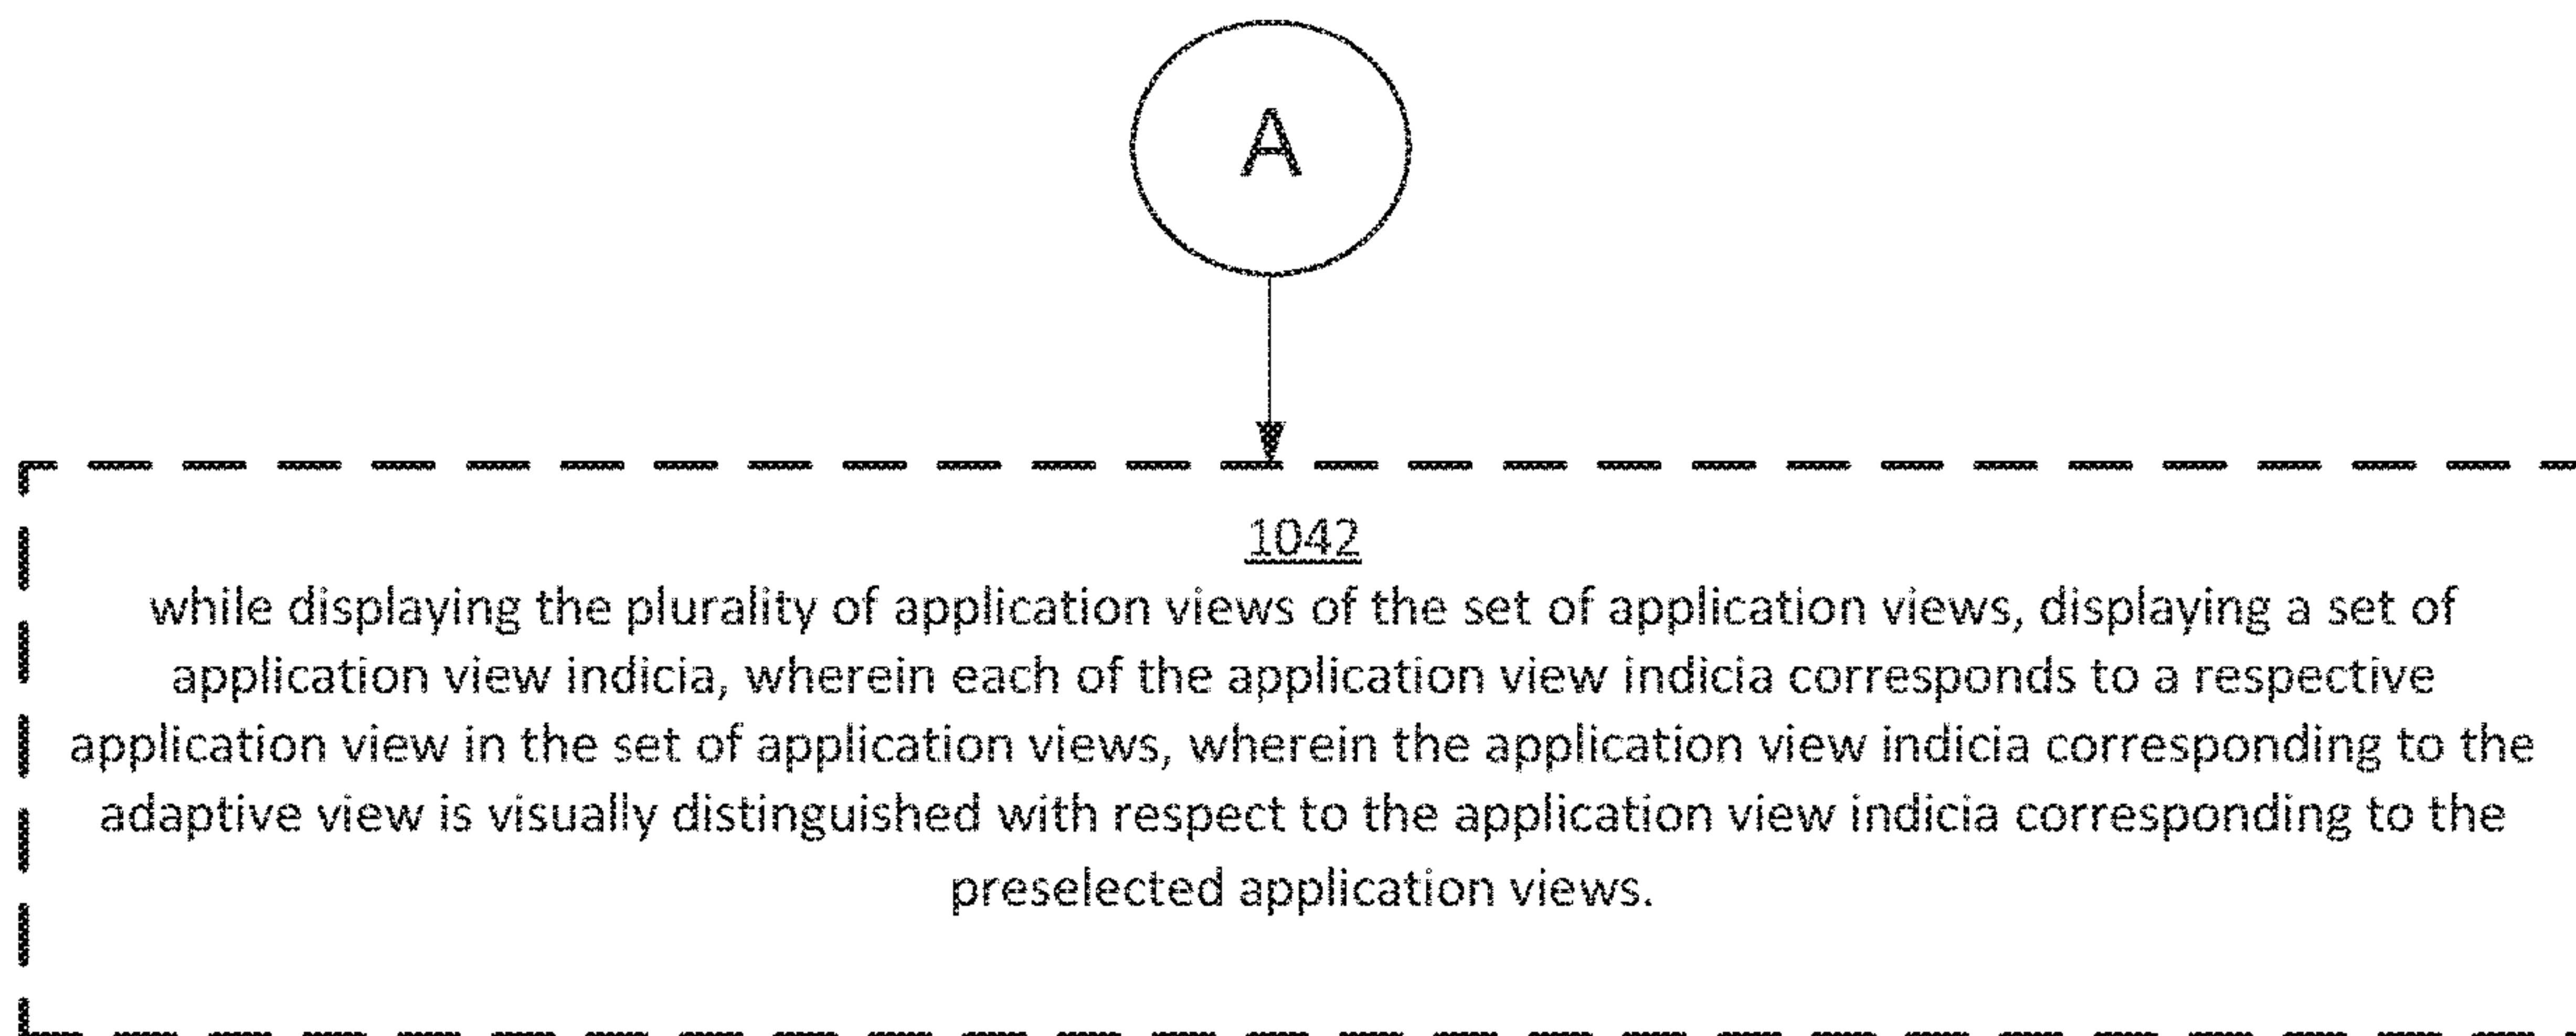 A
1042
while displaying the plurality of application views of the set of application views, displaying a set of
application view indicia, wherein each of the application view indicia corresponds to a respective
application view in the set of application views, wherein the application view indicia corresponding to the
adaptive view is visually distinguished with respect to the application view indicia corresponding to the
preselected application views.